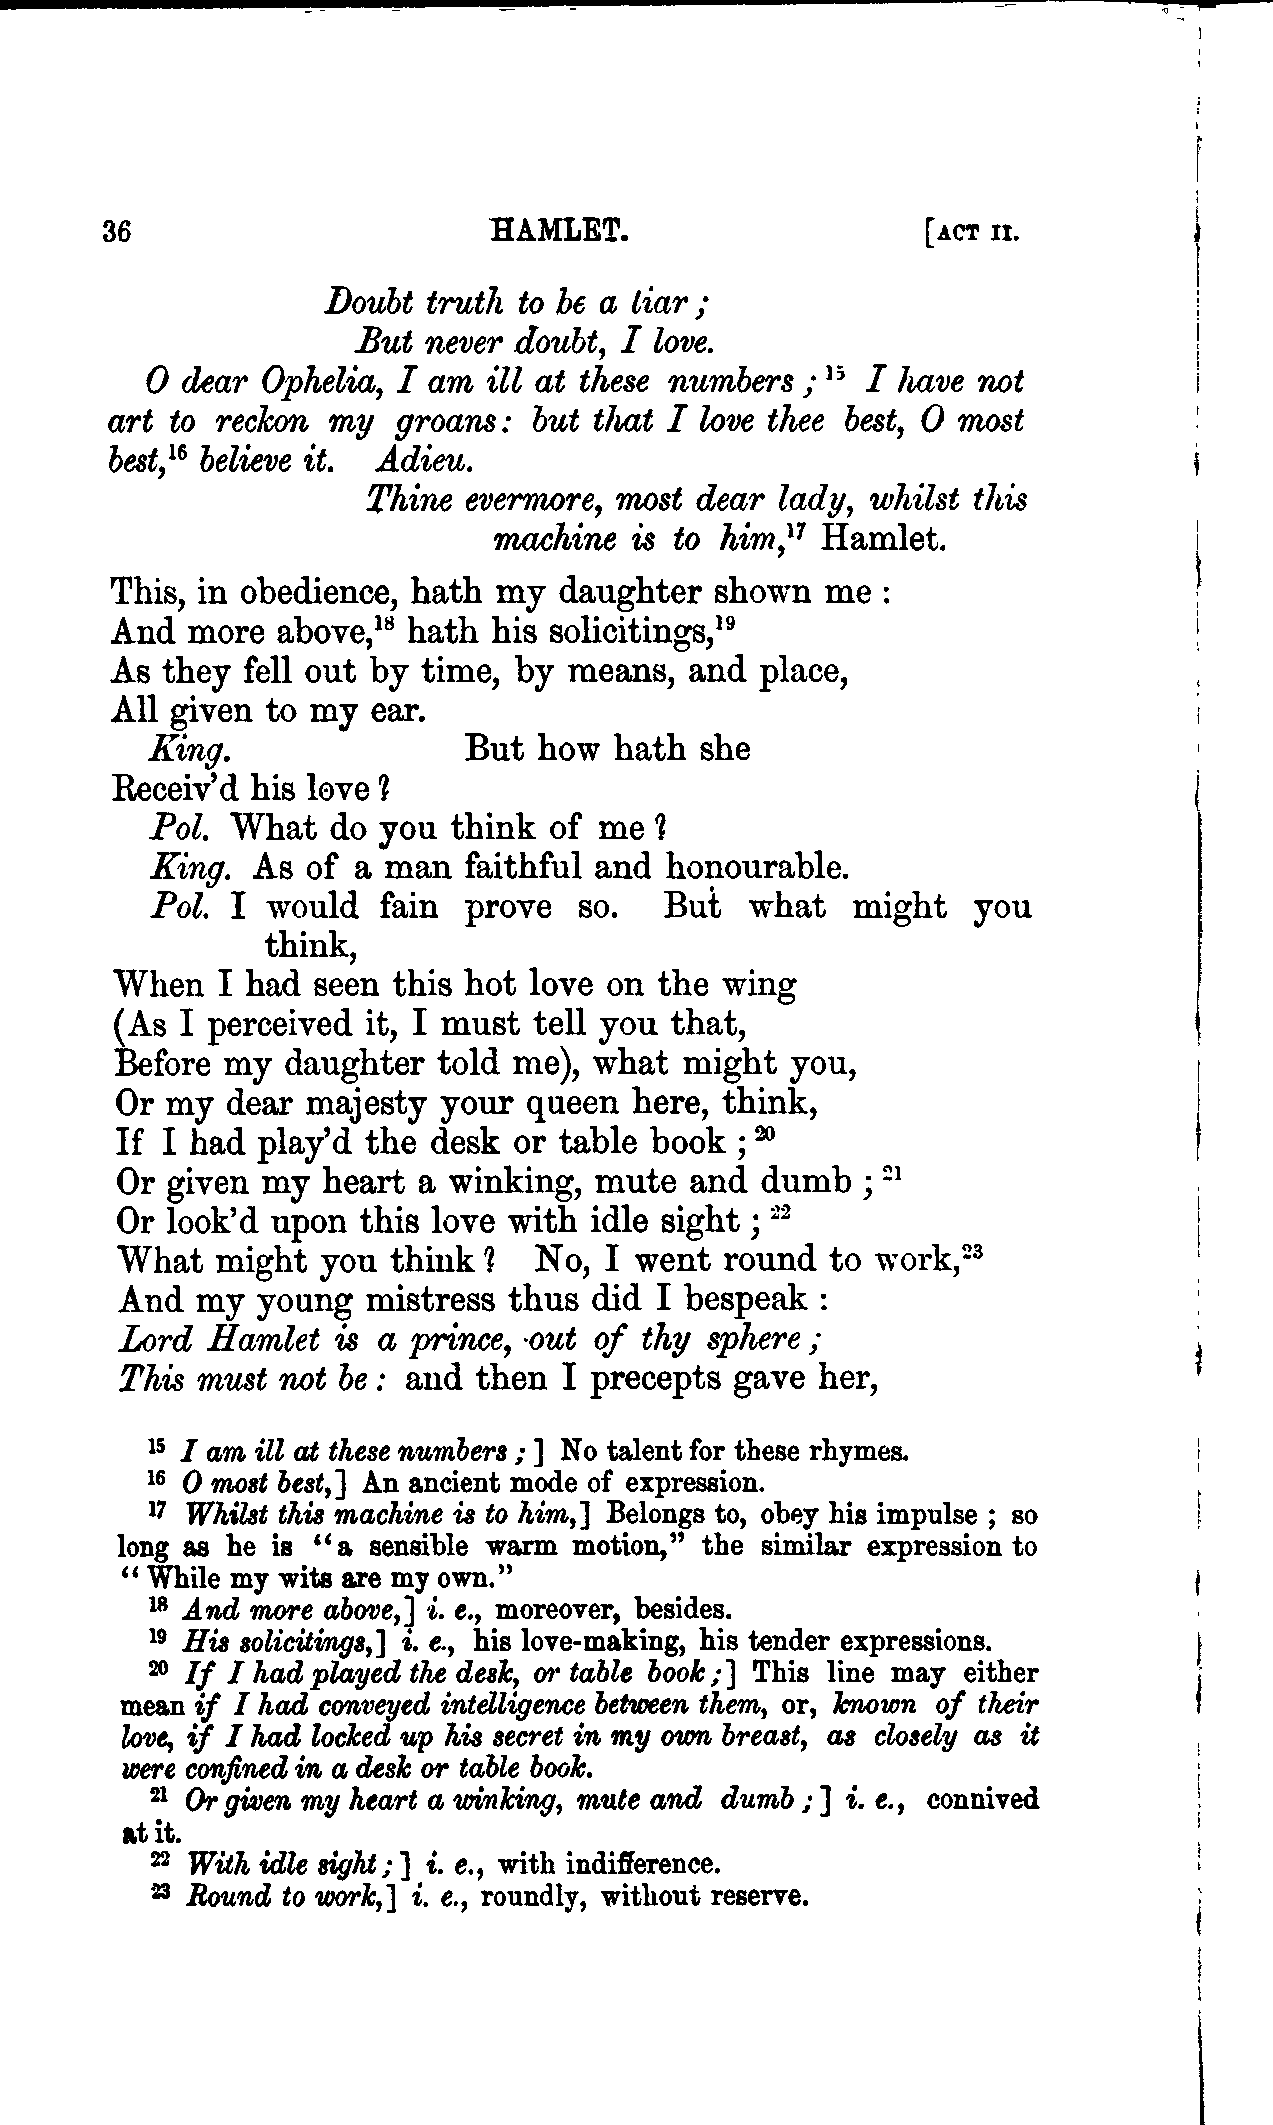 36 HAMLET. [ACT II.
Doubt truth to be a liar ;
But never doubt, I love.
O dear Ophelia, I am ill at these numbers ;¹⁵ I have not
art to reckon my groans: but that I love thee best, O most
best,¹⁶ believe it. Adieu.
Thine evermore, most dear lady, whilst this
machine is to him,¹⁷ Hamlet.
This, in obedience, hath my daughter shown me :
And more above,¹⁸ hath his solicitings,¹⁹
As they fell out by time, by means, and place,
All given to my ear.
King. But how hath she
Receiv'd his love ?
Pol. What do you think of me ?
King. As of a man faithful and honourable.
Pol. I would fain prove so. But what might you
think,
When I had seen this hot love on the wing
(As I perceived it, I must tell you that,
Before my daughter told me), what might you,
Or my dear majesty your queen here, think,
If I had play'd the desk or table book ;²⁰
Or given my heart a winking, mute and dumb ;²¹
Or look'd upon this love with idle sight ;²²
What might you think ? No, I went round to work,²³
And my young mistress thus did I bespeak :
Lord Hamlet is a prince, out of thy sphere ;
This must not be : and then I precepts gave her,
¹⁵ I am ill at these numbers ; ] No talent for these rhymes.
¹⁶ O most best,] An ancient mode of expression.
¹⁷ Whilst this machine is to him,] Belongs to, obey his impulse ; so
long as he is "a sensible warm motion," the similar expression to
"While my wits are my own."
¹⁸ And more above,] i. e., moreover, besides.
¹⁹ His solicitings,] i. e., his love-making, his tender expressions.
²⁰ If I had played the desk, or table book ;] This line may either
mean if I had conveyed intelligence between them, or, known of their
love, if I had locked up his secret in my own breast, as closely as it
were confined in a desk or table book.
²¹ Or given my heart a winking, mute and dumb ; ] i. e., connived
at it.
²² With idle sight ; ] i. e., with indifference.
²³ Round to work,] i. e., roundly, without reserve.